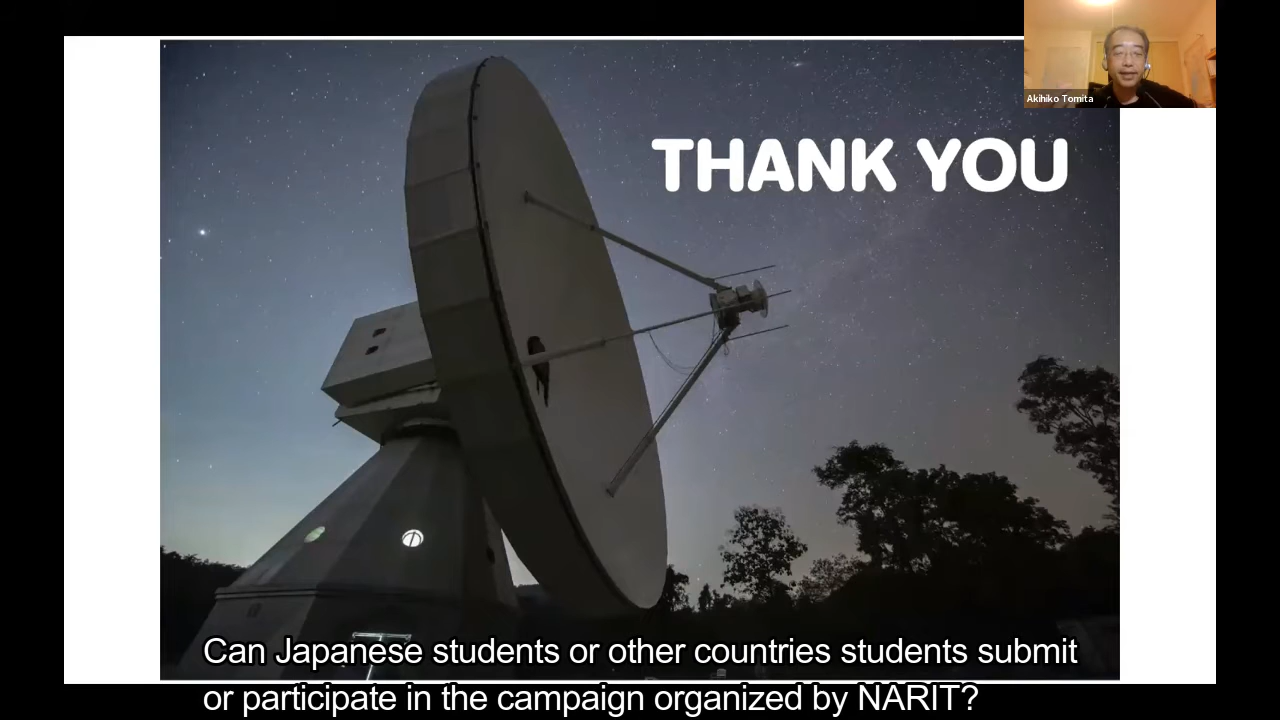 Akihiko Tomita
THANK YOU
Can Japanese students or other countries students submit
or participate in the campaign organized by NARIT?